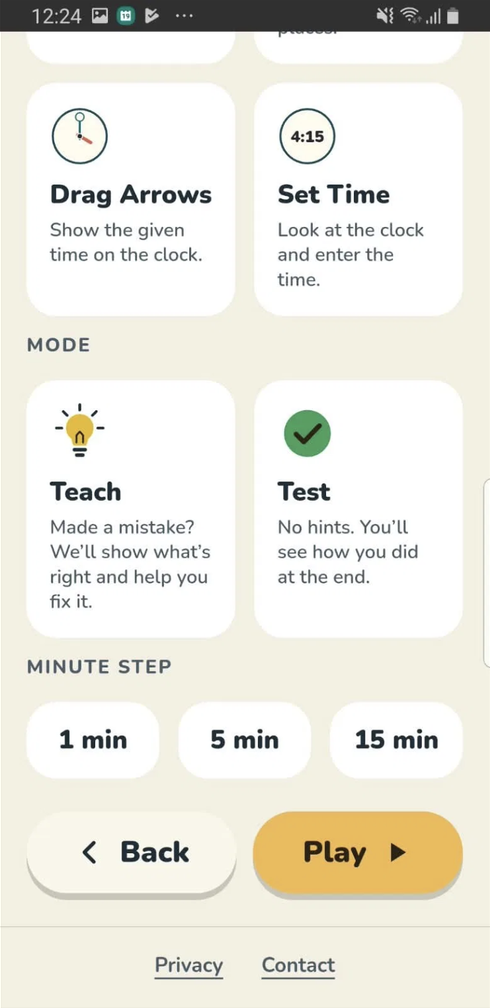 12:24
places.
4:15
Drag Arrows
Show the given
time on the clock.
Set Time
Look at the clock
and enter the
time.
MODE
Teach
Made a mistake?
We'll show what's
right and help you
fix it.
Test
No hints. You'll
see how you did
at the end.
MINUTE STEP
1 min
5 min
15 min
Back
Play
Privacy
Contact